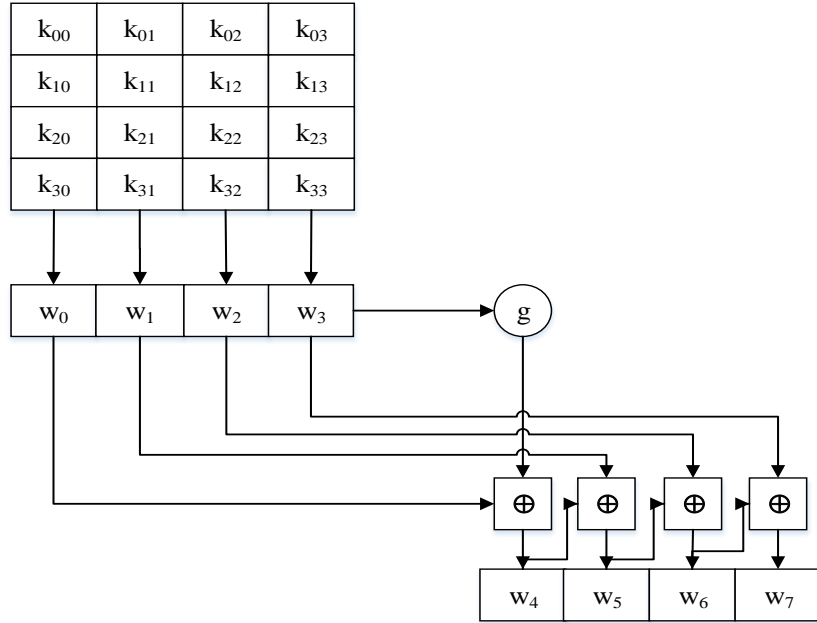 k₀₀ k₀₁ k₀₂ k₀₃
k₁₀ k₁₁ k₁₂ k₁₃
k₂₀ k₂₁ k₂₂ k₂₃
k₃₀ k₃₁ k₃₂ k₃₃
w₀ w₁ w₂ w₃ g
⊕ ⊕ ⊕ ⊕
w₄ w₅ w₆ w₇